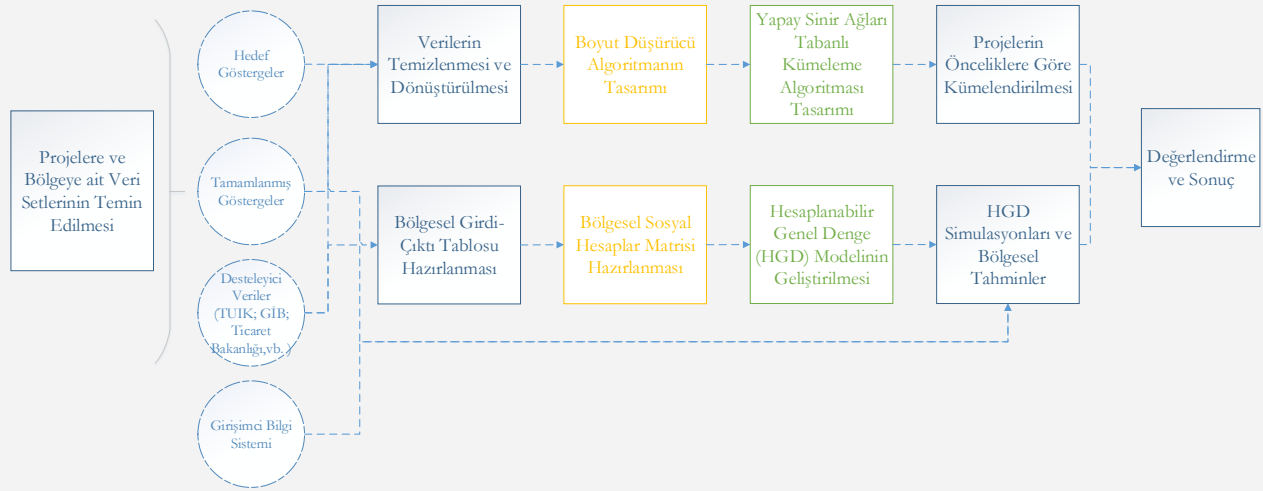 Projelere ve
Bölgeye ait Veri
Setlerinin Temin
Edilmesi
Hedef
Göstergeler
Tamamlanmış
Göstergeler
Desteleyici
Veriler
(TUIK; GİB;
Ticaret
Bakanlığı,vb. )
Girişimci Bilgi
Sistemi
Verilerin
Temizlenmesi ve
Dönüştürülmesi
Boyut Düşürücü
Algoritmanın
Tasarımı
Yapay Sinir Ağları
Tabanlı
Kümeleme
Algoritması
Tasarımı
Projelerin
Önceliklere Göre
Kümelendirilmesi
Bölgesel Girdi-
Çıktı Tablosu
Hazırlanması
Bölgesel Sosyal
Hesaplar Matrisi
Hazırlanması
Hesaplanabilir
Genel Denge
(HGD) Modelinin
Geliştirilmesi
HGD
Simulasyonları ve
Bölgesel
Tahminler
Değerlendirme
ve Sonuç